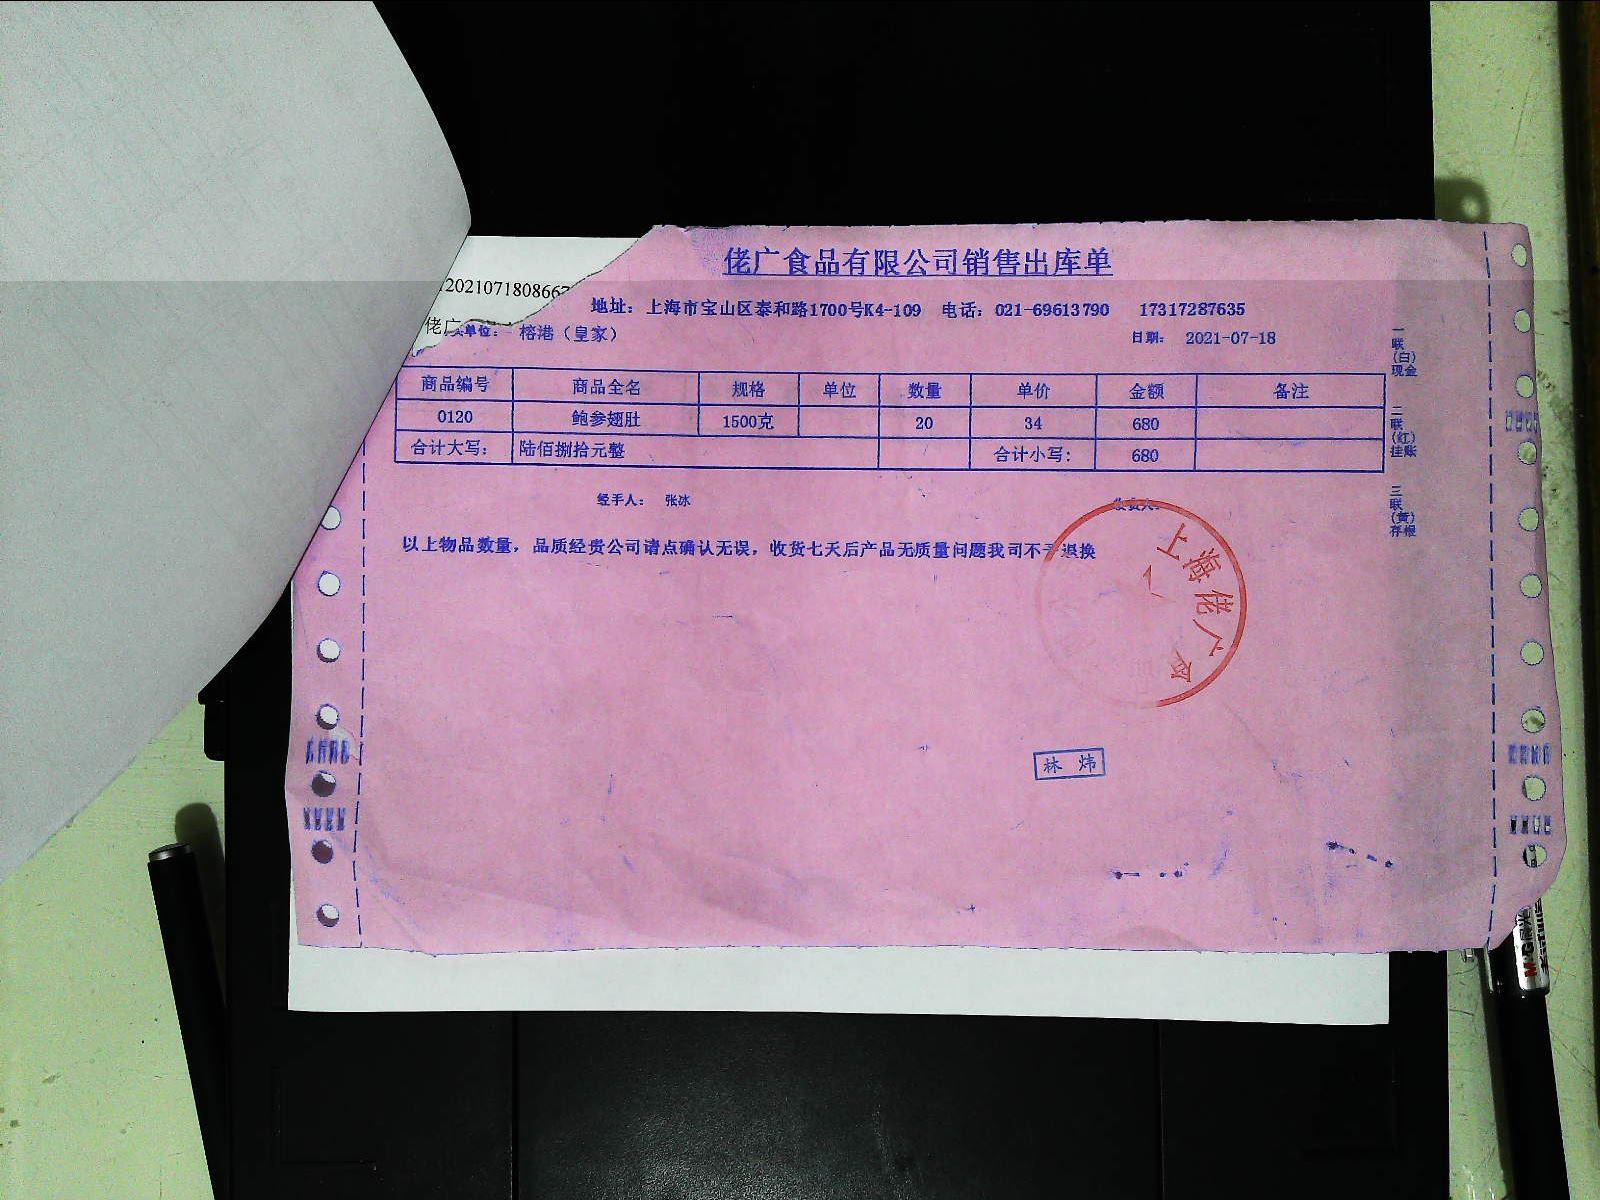 佬广食品有限公司销售出库单
2021071808667
地址：上海市宝山区泰和路1700号K4-109 电话：021-69613790 17317287635
佬广
单位： 榕港（皇家） 日期： 2021-07-18
商品编号 商品全名 规格 单位 数量 单价 金额 备注
0120 鲍参翅肚 1500克 20 34 680
合计大写： 陆佰捌拾元整 合计小写： 680
经手人： 张冰
以上物品数量，品质经贵公司请点确认无误，收货七天后产品无质量问题我司不予退换
一联(白)现金
二联(红)挂账
三联(黄)存根
上海佬广食
林炜
M&G晨光